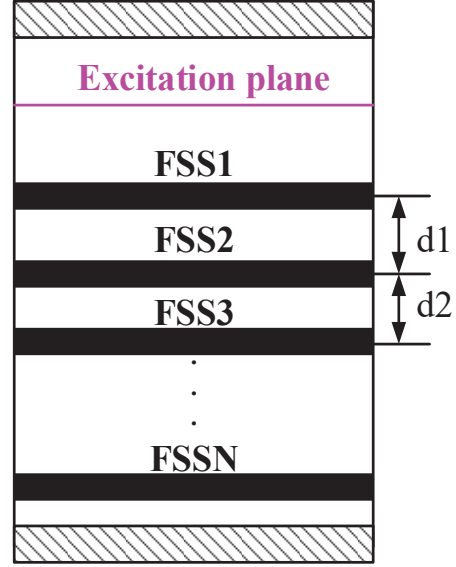 Excitation plane
FSS1
d1
FSS2
d2
FSS3
.
.
.
FSSN